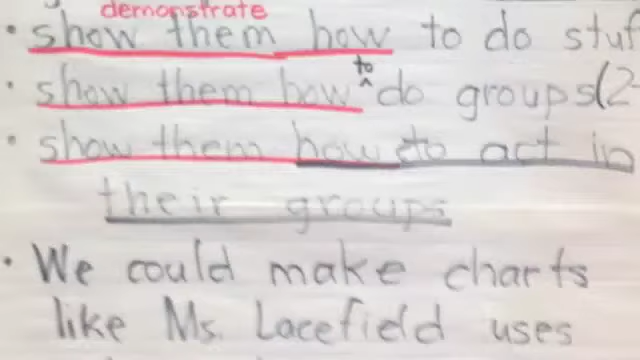 demonstrate
• show them how to do stuf
to
• show them how ^ do groups(2-
• show them how to act in
their groups
• We could make charts
like Ms. Lacefield uses